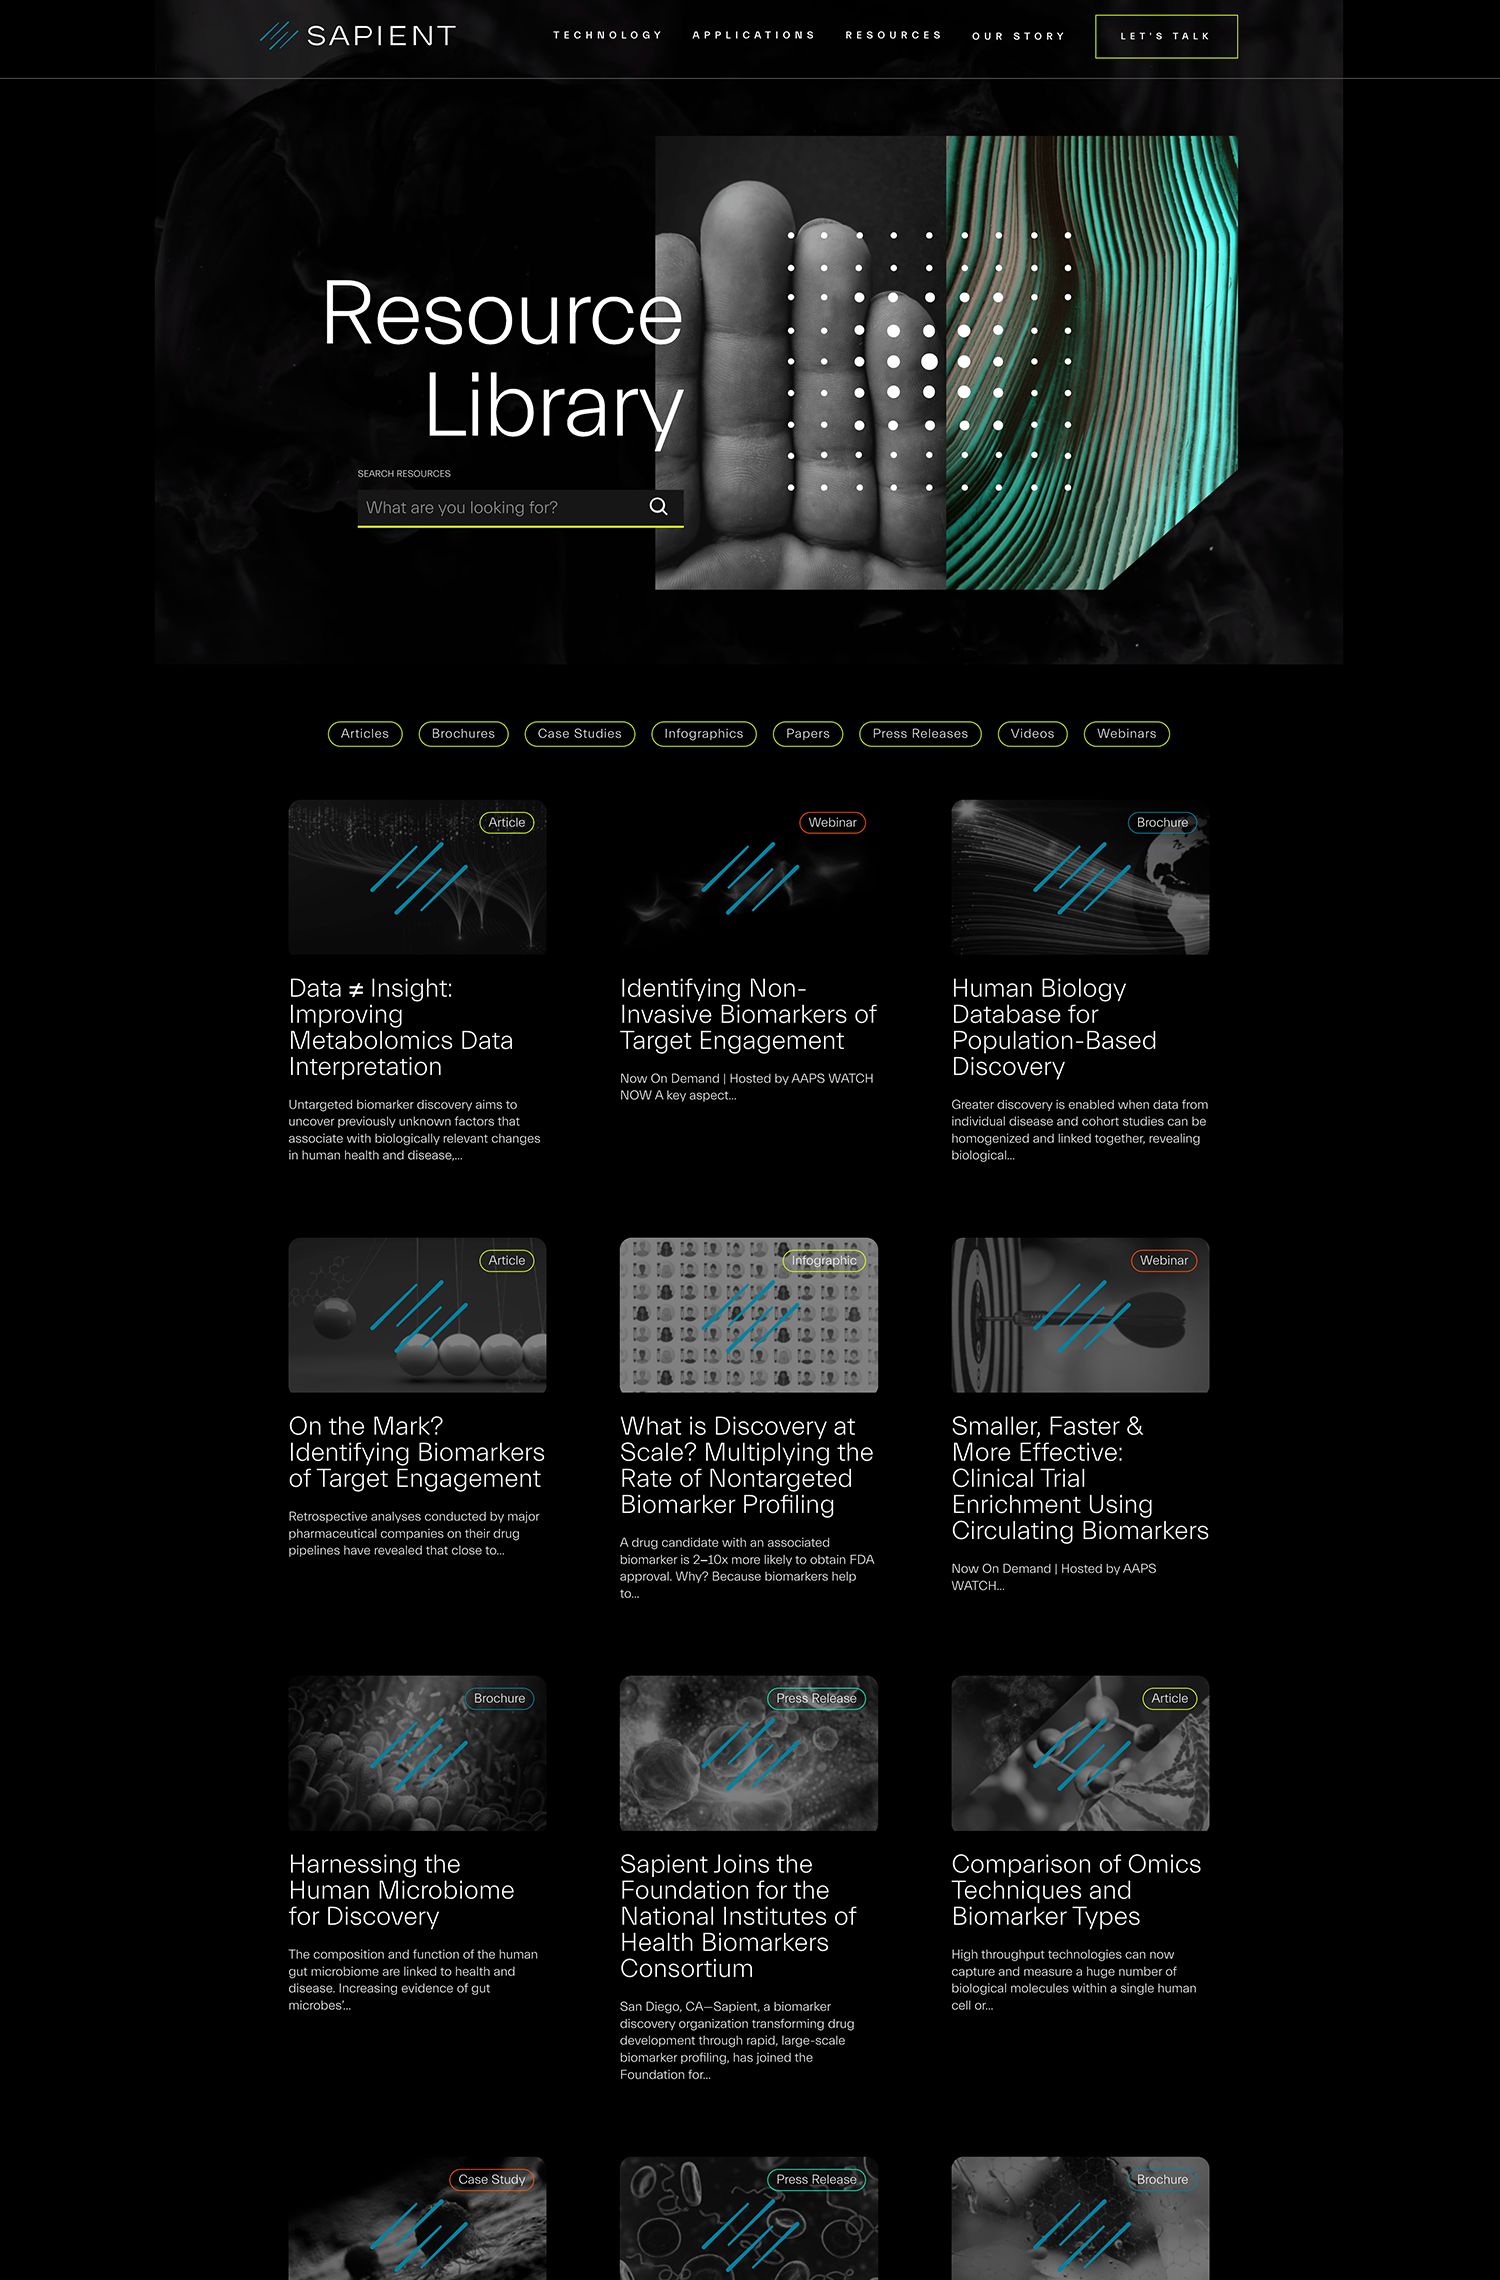 SAPIENT
TECHNOLOGY APPLICATIONS RESOURCES OUR STORY LET'S TALK
Resource
Library
SEARCH RESOURCES
What are you looking for?
Articles Brochures Case Studies Infographics Papers Press Releases Videos Webinars
Article
Data ≠ Insight:
Improving
Metabolomics Data
Interpretation
Untargeted biomarker discovery aims to
uncover previously unknown factors that
associate with biologically relevant changes
in human health and disease,...
Webinar
Identifying Non-
Invasive Biomarkers of
Target Engagement
Now On Demand | Hosted by AAPS WATCH
NOW A key aspect...
Brochure
Human Biology
Database for
Population-Based
Discovery
Greater discovery is enabled when data from
individual disease and cohort studies can be
homogenized and linked together, revealing
biological...
Article
On the Mark?
Identifying Biomarkers
of Target Engagement
Retrospective analyses conducted by major
pharmaceutical companies on their drug
pipelines have revealed that close to...
Infographic
What is Discovery at
Scale? Multiplying the
Rate of Nontargeted
Biomarker Profiling
A drug candidate with an associated
biomarker is 2–10x more likely to obtain FDA
approval. Why? Because biomarkers help
to...
Webinar
Smaller, Faster &
More Effective:
Clinical Trial
Enrichment Using
Circulating Biomarkers
Now On Demand | Hosted by AAPS
WATCH...
Brochure
Harnessing the
Human Microbiome
for Discovery
The composition and function of the human
gut microbiome are linked to health and
disease. Increasing evidence of gut
microbes'...
Press Release
Sapient Joins the
Foundation for the
National Institutes of
Health Biomarkers
Consortium
San Diego, CA—Sapient, a biomarker
discovery organization transforming drug
development through rapid, large-scale
biomarker profiling, has joined the
Foundation for...
Article
Comparison of Omics
Techniques and
Biomarker Types
High throughput technologies can now
capture and measure a huge number of
biological molecules within a single human
cell or...
Case Study
Press Release
Brochure